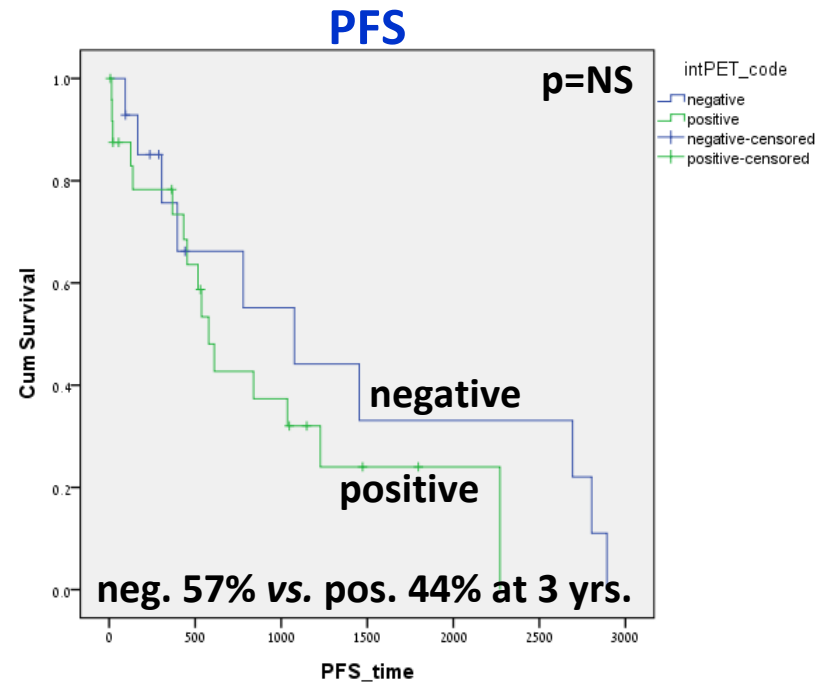 PFS
p=NS
intPET_code
negative
positive
negative-censored
positive-censored
Cum Survival
1.0
0.8
0.6
0.4
0.2
0.0
negative
positive
neg. 57% vs. pos. 44% at 3 yrs.
0 500 1000 1500 2000 2500 3000
PFS_time